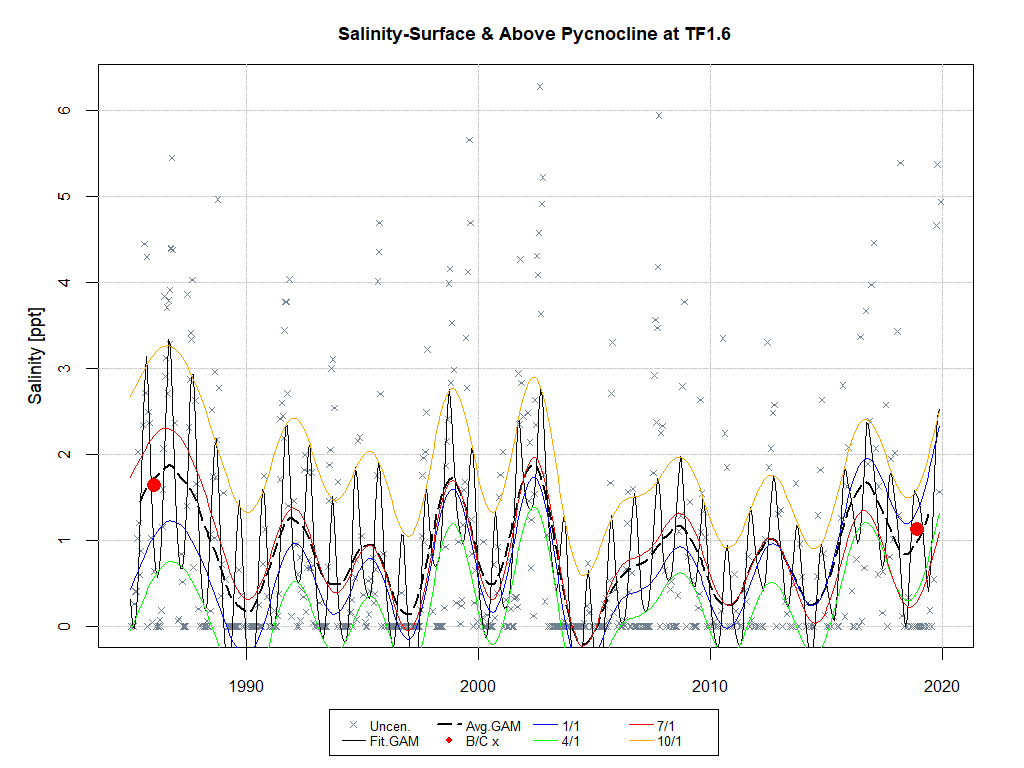 Salinity-Surface & Above Pycnocline at TF1.6
Salinity [ppt]
6
5
4
3
2
1
0
1990 2000 2010 2020
Uncen. Avg.GAM 1/1 7/1
Fit.GAM B/C x 4/1 10/1